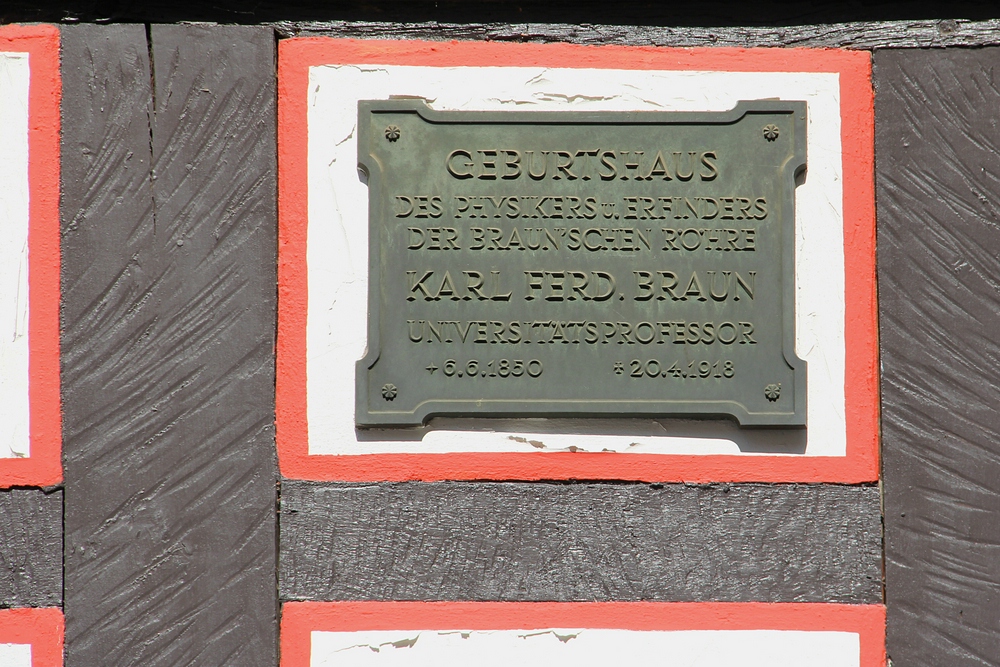 GEBURTSHAUS
DES PHYSIKERS u. ERFINDERS
DER BRAUN'SCHEN RÖHRE
KARL FERD. BRAUN
UNIVERSITÄTSPROFESSOR
+6.6.1850 ✠20.4.1918